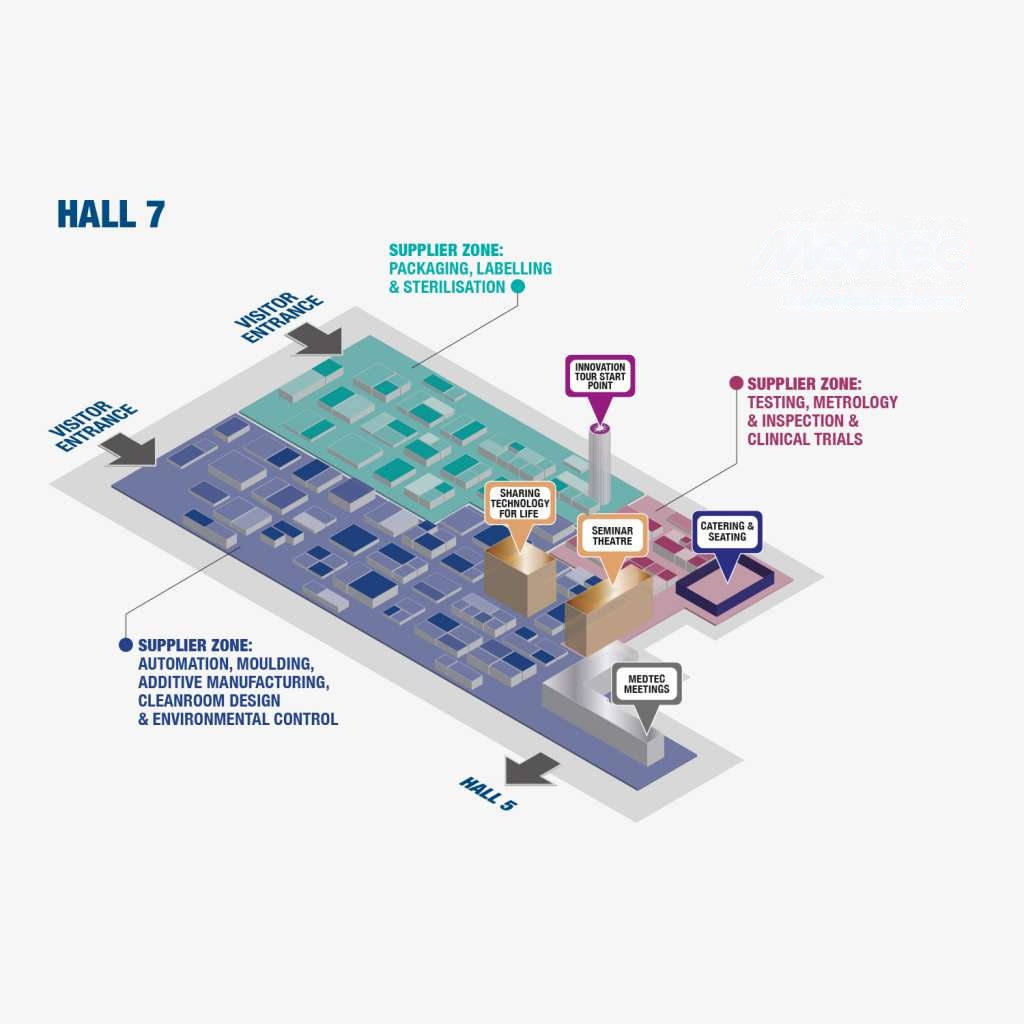 HALL 7
SUPPLIER ZONE:
PACKAGING, LABELLING
& STERILISATION
Medtec
VISITOR
ENTRANCE
INNOVATION
TOUR START
POINT
SUPPLIER ZONE:
TESTING, METROLOGY
& INSPECTION &
CLINICAL TRIALS
VISITOR
ENTRANCE
SHARING
TECHNOLOGY
FOR LIFE
SEMINAR
THEATRE
CATERING &
SEATING
SUPPLIER ZONE:
AUTOMATION, MOULDING,
ADDITIVE MANUFACTURING,
CLEANROOM DESIGN
& ENVIRONMENTAL CONTROL
MEDTEC
MEETINGS
HALL 5